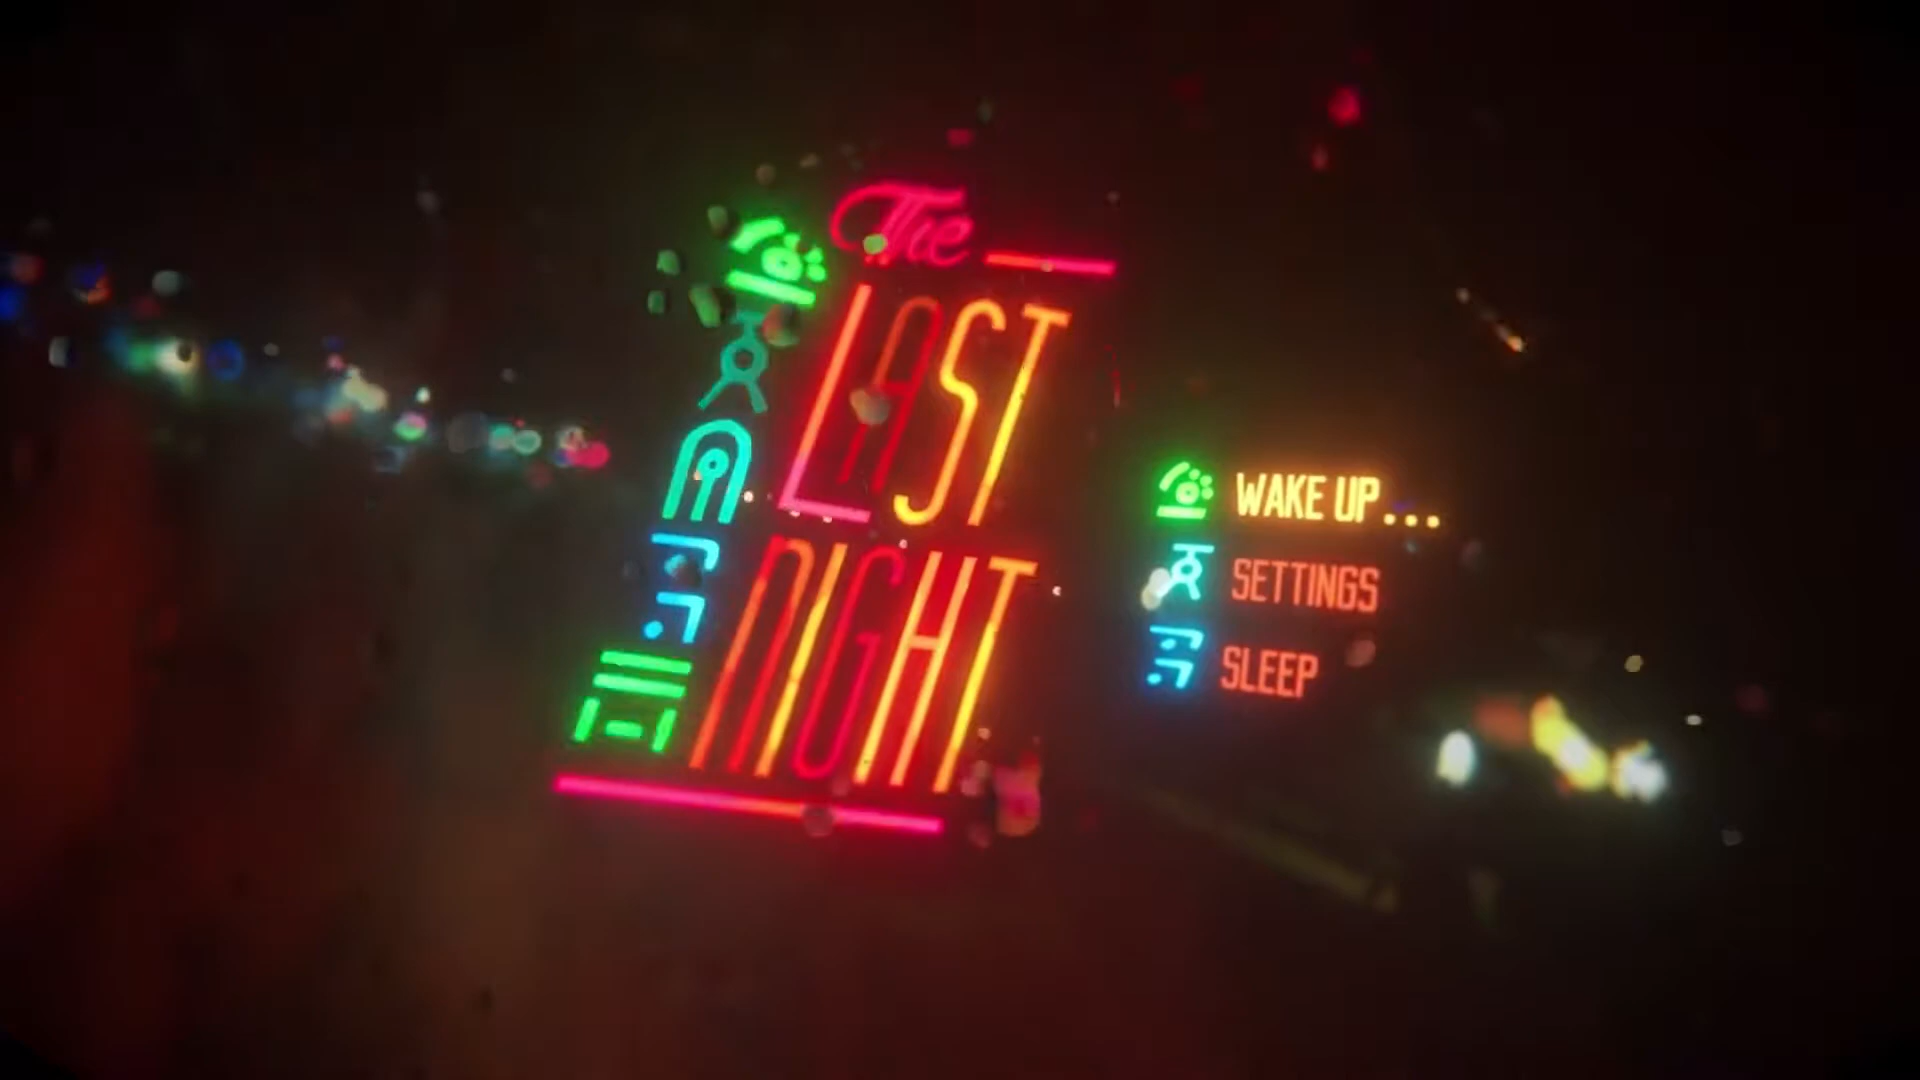 The
LAST
NIGHT
WAKE UP...
SETTINGS
SLEEP